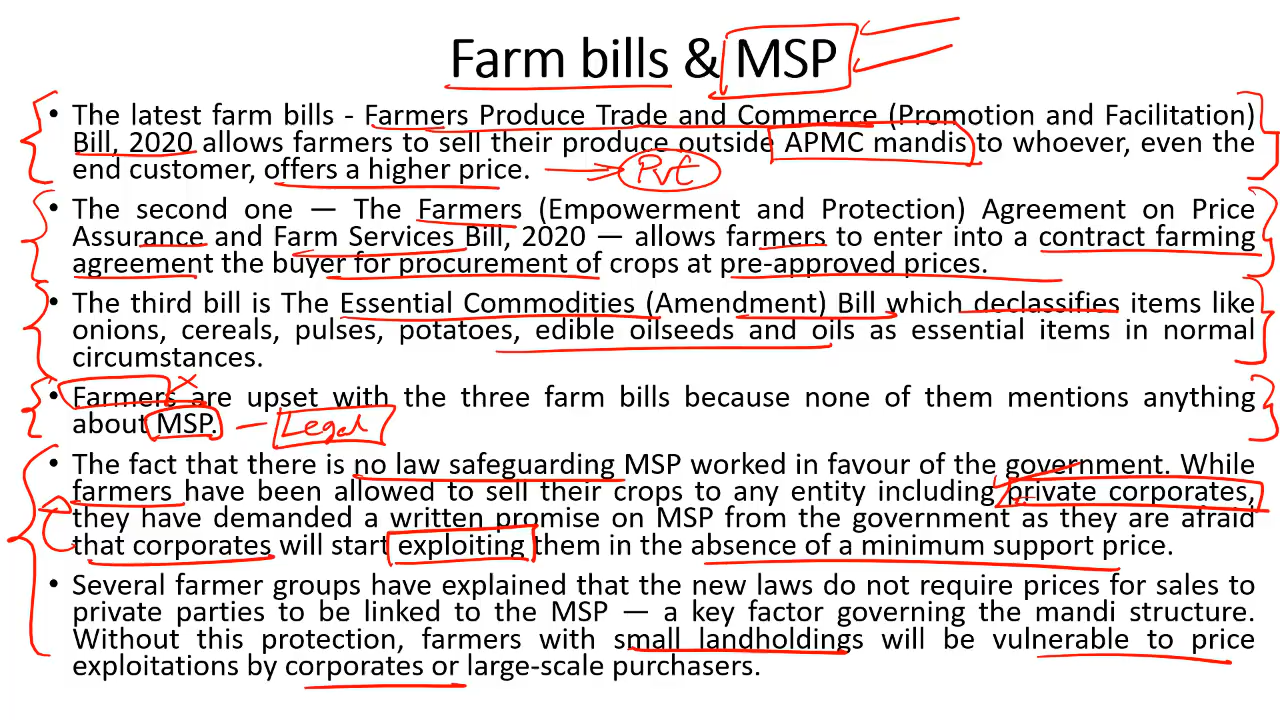 Farm bills & MSP
• The latest farm bills - Farmers Produce Trade and Commerce (Promotion and Facilitation)
Bill, 2020 allows farmers to sell their produce outside APMC mandis to whoever, even the
end customer, offers a higher price. Pvt
• The second one — The Farmers (Empowerment and Protection) Agreement on Price
Assurance and Farm Services Bill, 2020 — allows farmers to enter into a contract farming
agreement the buyer for procurement of crops at pre-approved prices.
• The third bill is The Essential Commodities (Amendment) Bill which declassifies items like
onions, cereals, pulses, potatoes, edible oilseeds and oils as essential items in normal
circumstances.
• Farmers are upset with the three farm bills because none of them mentions anything
about MSP. — Legal
• The fact that there is no law safeguarding MSP worked in favour of the government. While
farmers have been allowed to sell their crops to any entity including private corporates,
they have demanded a written promise on MSP from the government as they are afraid
that corporates will start exploiting them in the absence of a minimum support price.
• Several farmer groups have explained that the new laws do not require prices for sales to
private parties to be linked to the MSP — a key factor governing the mandi structure.
Without this protection, farmers with small landholdings will be vulnerable to price
exploitations by corporates or large-scale purchasers.